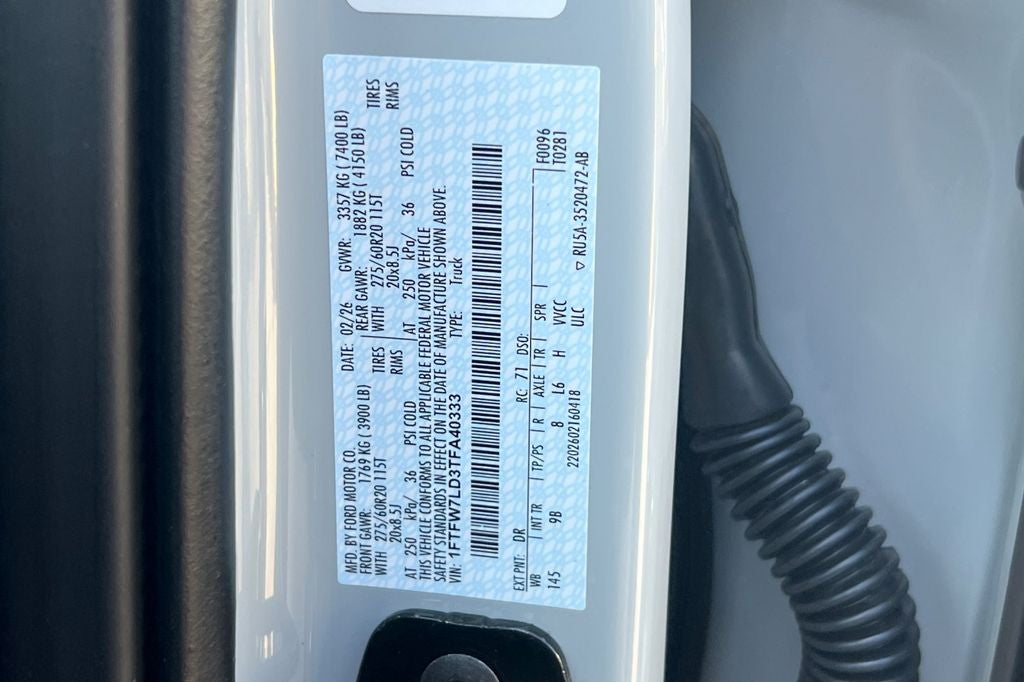 MFD. BY FORD MOTOR CO.
DATE: 02/26 GVWR: 3357 KG ( 7400 LB)
FRONT GAWR: 1769 KG ( 3900 LB)
REAR GAWR: 1882 KG ( 4150 LB)
WITH 275/60R20 115T TIRES
WITH 275/60R20 115T TIRES
20x8.5J RIMS
20x8.5J RIMS
AT 250 kPa/ 36 PSI COLD
AT 250 kPa/ 36 PSI COLD
THIS VEHICLE CONFORMS TO ALL APPLICABLE FEDERAL MOTOR VEHICLE
SAFETY STANDARDS IN EFFECT ON THE DATE OF MANUFACTURE SHOWN ABOVE.
VIN: 1FTFW7LD3TFA40333 TYPE: Truck
EXT PNT: DR RC: 71 DSO: F0096
WB INT TR TP/PS R AXLE TR SPR T0281
145 9B 8 L6 H VVCC
2202602160418 ULC ▽ RU5A-3520472-AB